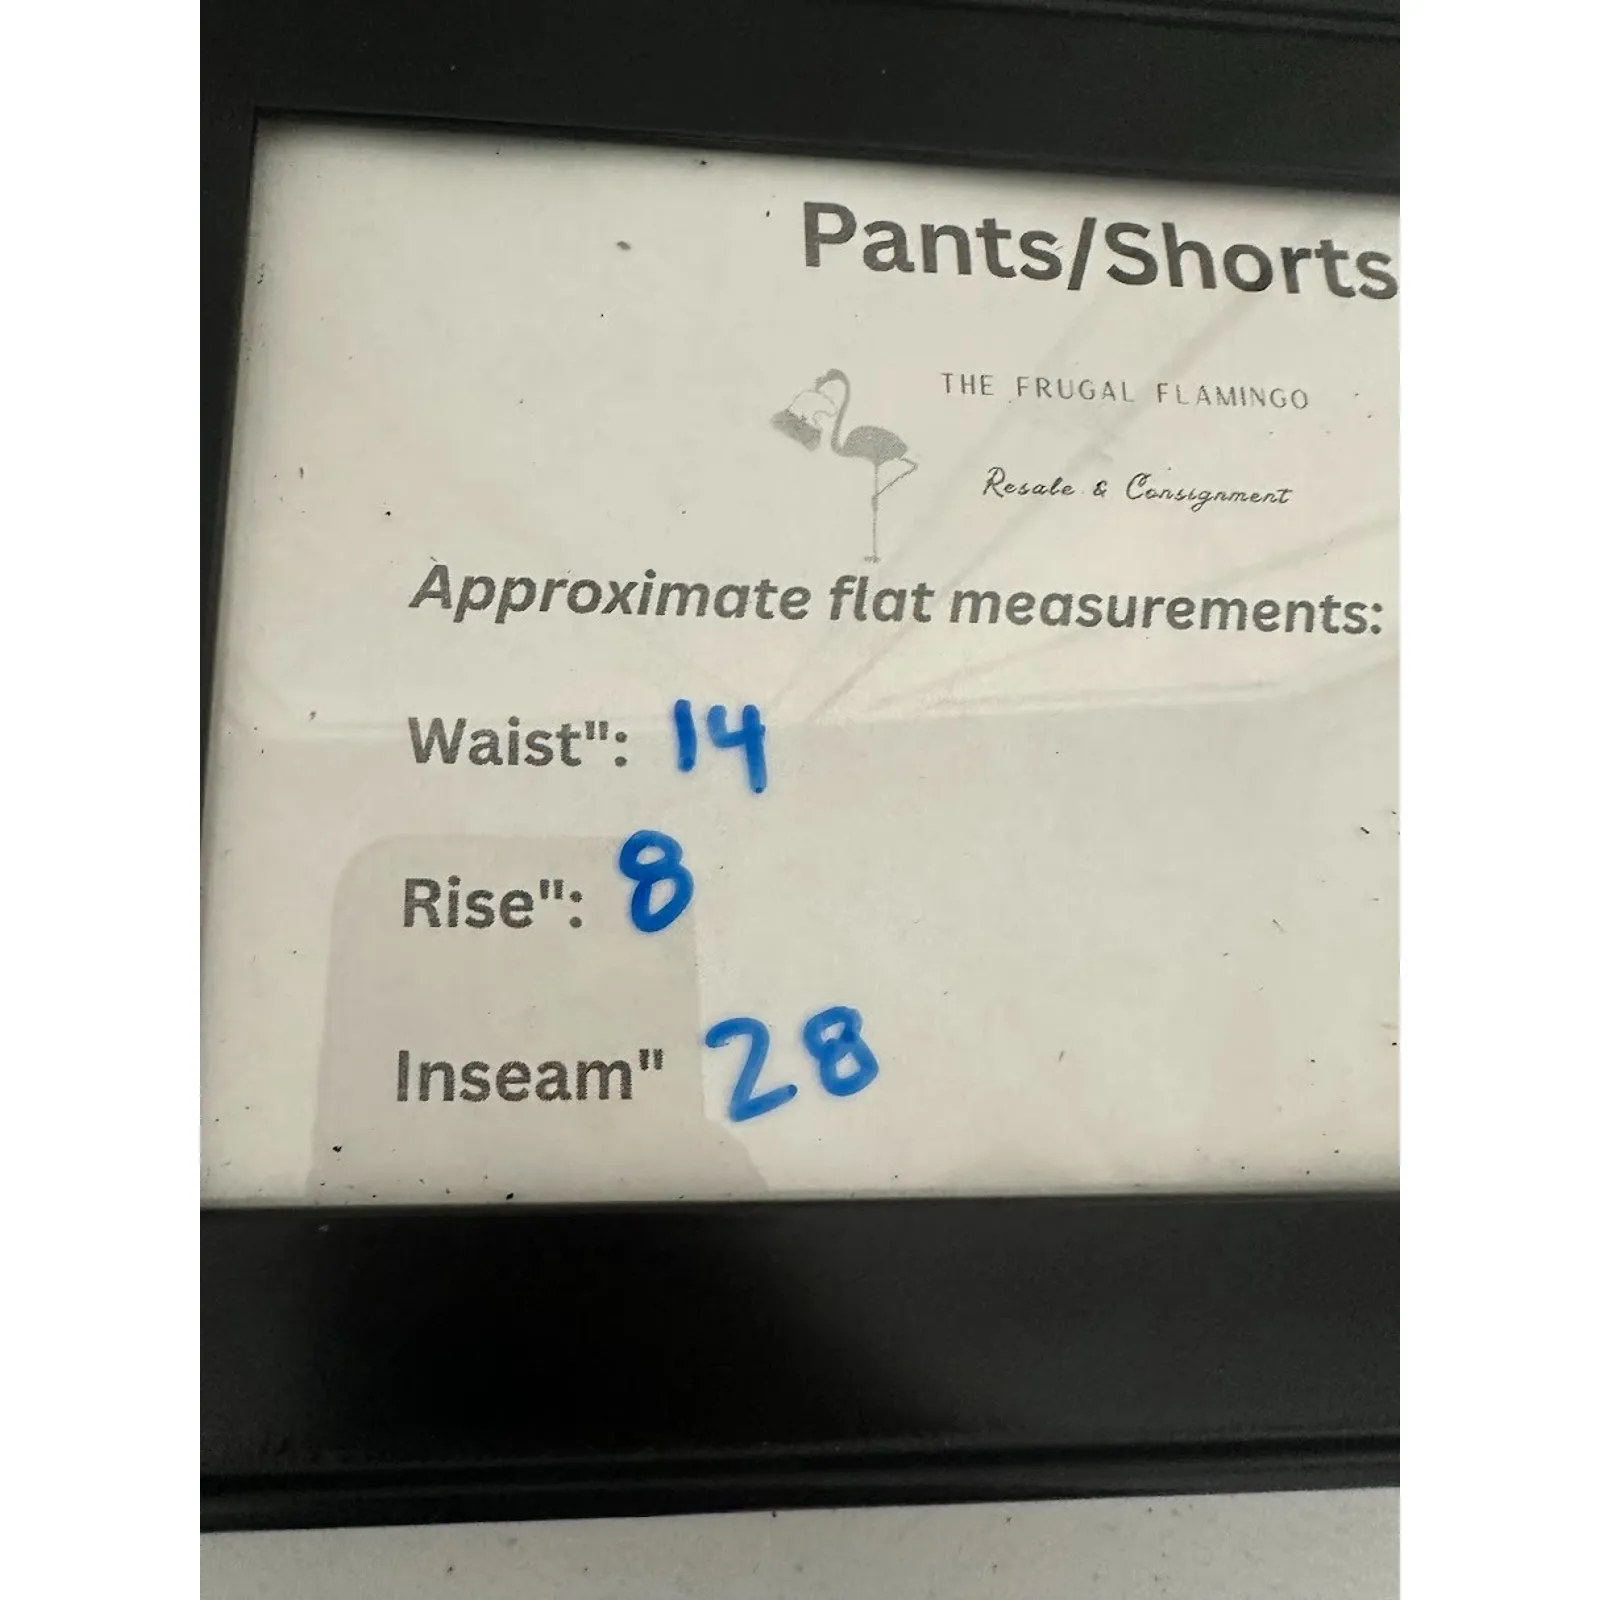 Pants/Shorts
THE FRUGAL FLAMINGO
Resale & Consignment
Approximate flat measurements:
Waist": 14
Rise": 8
Inseam" 28